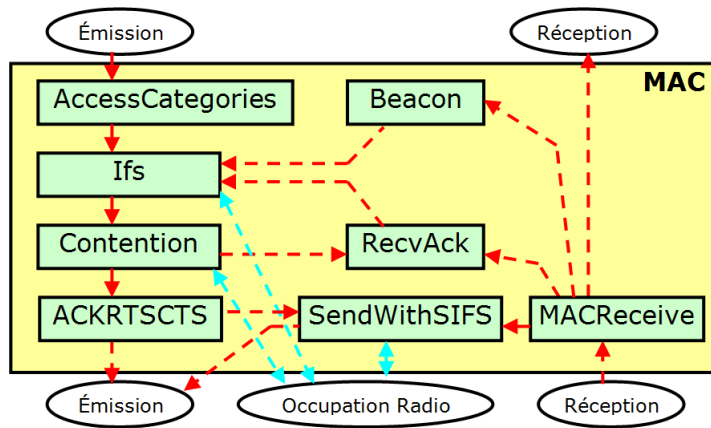 Émission
Réception
MAC
AccessCategories
Beacon
Ifs
Contention
RecvAck
ACKRTSCTS
SendWithSIFS
MACReceive
Émission
Occupation Radio
Réception